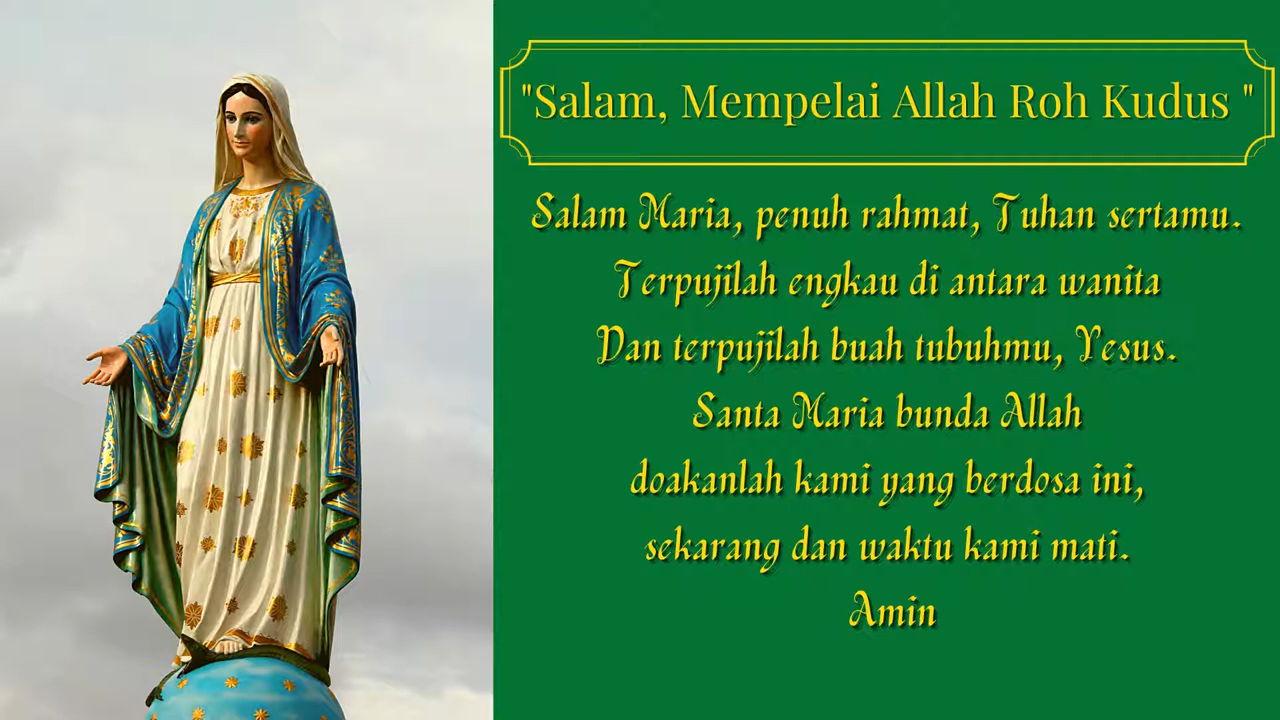 "Salam, Mempelai Allah Roh Kudus "
Salam Maria, penuh rahmat, Tuhan sertamu.
Terpujilah engkau di antara wanita
Dan terpujilah buah tubuhmu, Yesus.
Santa Maria bunda Allah
doakanlah kami yang berdosa ini,
sekarang dan waktu kami mati.
Amin